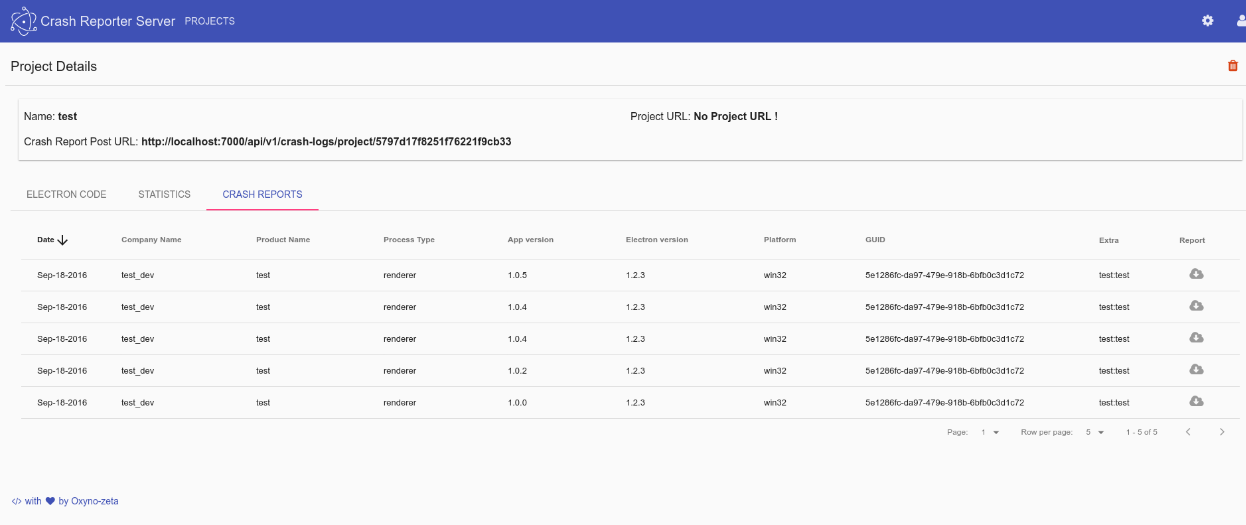 Crash Reporter Server PROJECTS
Project Details
Name: test Project URL: No Project URL !
Crash Report Post URL: http://localhost:7000/api/v1/crash-logs/project/5797d17f8251f76221f9cb33
ELECTRON CODE STATISTICS CRASH REPORTS
Date Company Name Product Name Process Type App version Electron version Platform GUID Extra Report
Sep-18-2016 test_dev test renderer 1.0.5 1.2.3 win32 5e1286fc-da97-479e-918b-6bfb0c3d1c72 test:test
Sep-18-2016 test_dev test renderer 1.0.4 1.2.3 win32 5e1286fc-da97-479e-918b-6bfb0c3d1c72 test:test
Sep-18-2016 test_dev test renderer 1.0.4 1.2.3 win32 5e1286fc-da97-479e-918b-6bfb0c3d1c72 test:test
Sep-18-2016 test_dev test renderer 1.0.2 1.2.3 win32 5e1286fc-da97-479e-918b-6bfb0c3d1c72 test:test
Sep-18-2016 test_dev test renderer 1.0.0 1.2.3 win32 5e1286fc-da97-479e-918b-6bfb0c3d1c72 test:test
Page: 1 Row per page: 5 1 - 5 of 5
with by Oxyno-zeta